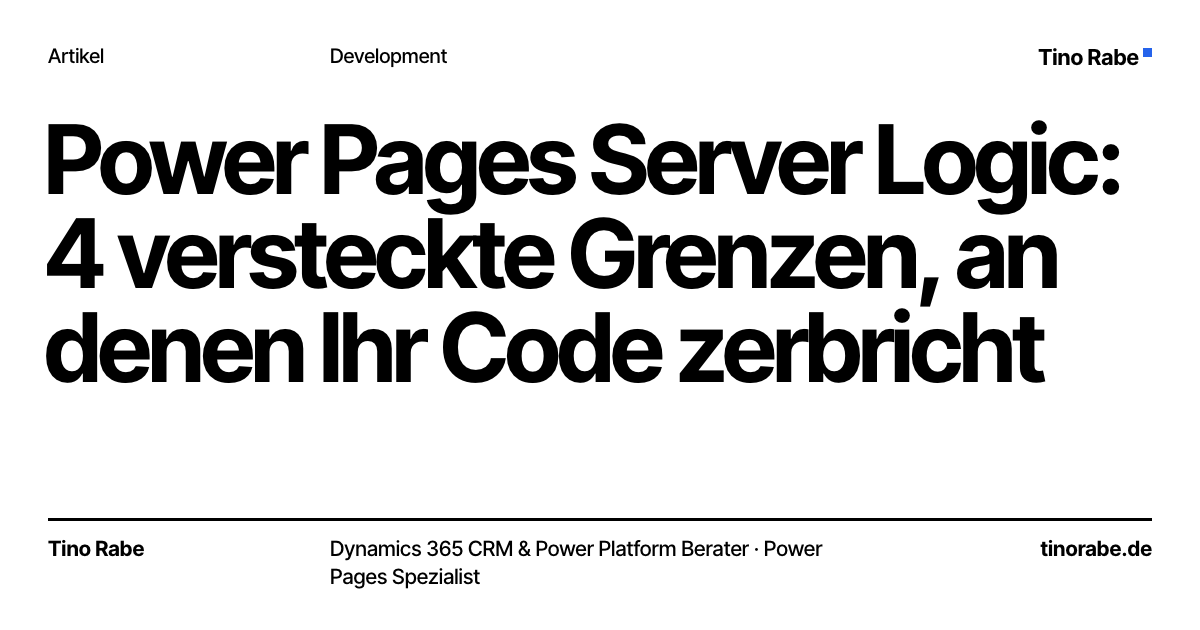 Artikel
Development
Tino Rabe
Power Pages Server Logic:
4 versteckte Grenzen, an
denen Ihr Code zerbricht
Tino Rabe
Dynamics 365 CRM & Power Platform Berater · Power
Pages Spezialist
tinorabe.de